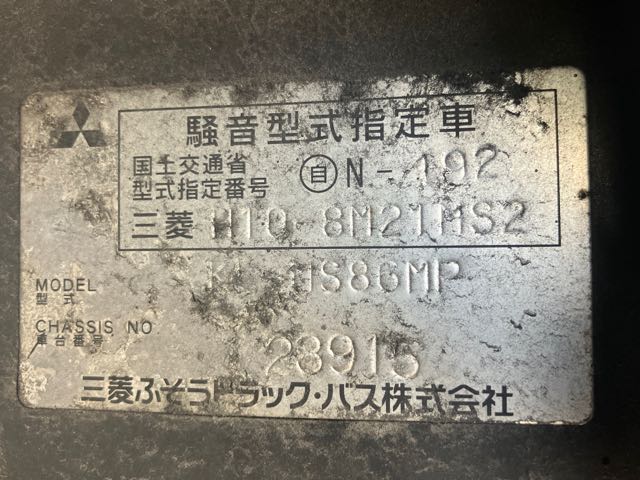 騒音型式指定車
国土交通省
型式指定番号 自 N-492
三菱 H10-8M21MS2
MODEL
型式 MS86MP
CHASSIS NO
車台番号 28915
三菱ふそうトラック・バス株式会社